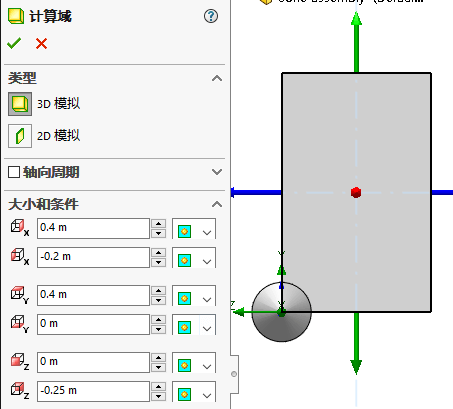 计算域
类型
3D 模拟
2D 模拟
轴向周期
大小和条件
X 0.4 m
X -0.2 m
Y 0.4 m
Y 0 m
Z 0 m
Z -0.25 m
Y
Z